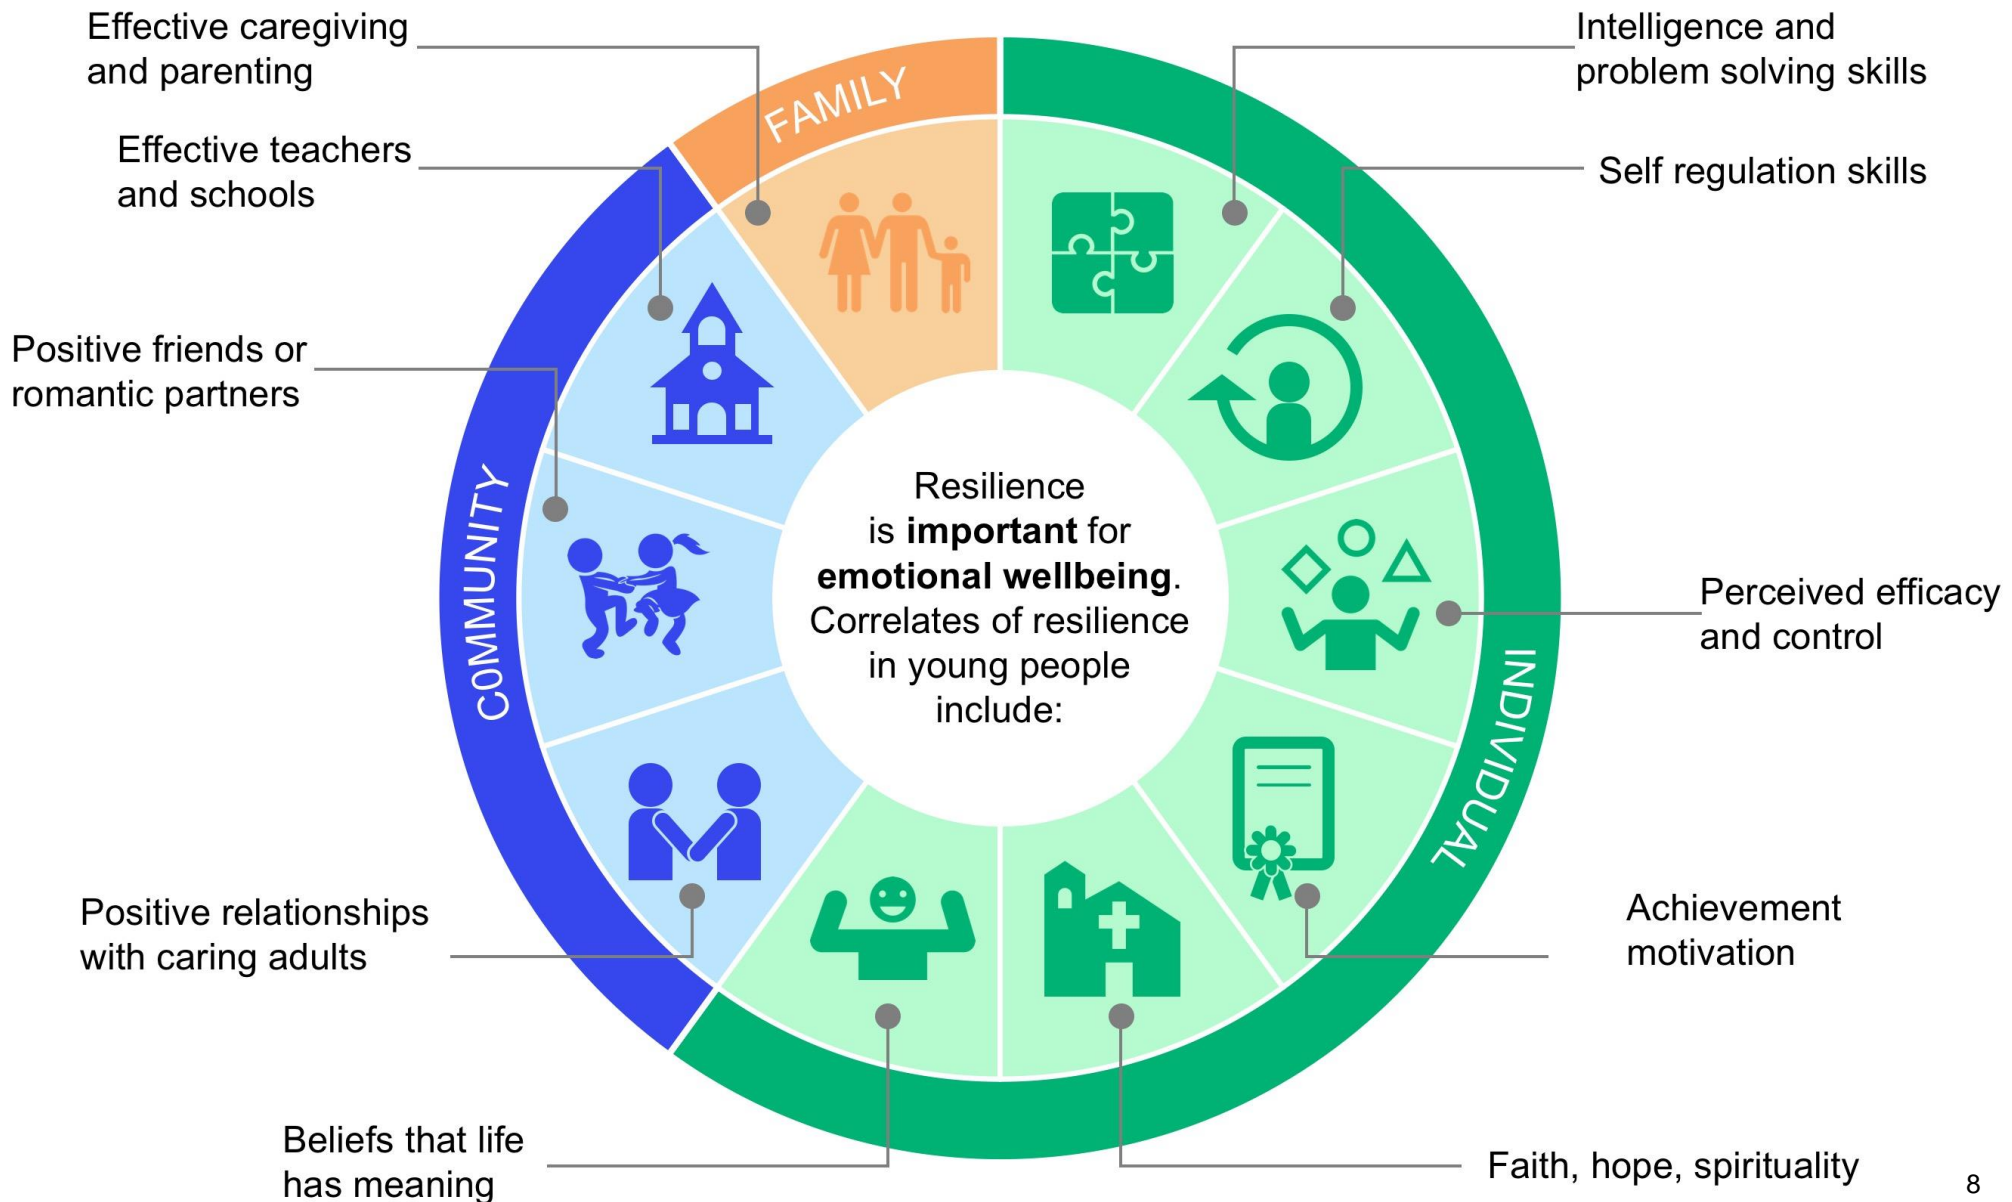 Effective caregiving
and parenting
Effective teachers
and schools
Positive friends or
romantic partners
Positive relationships
with caring adults
Beliefs that life
has meaning
FAMILY
COMMUNITY
INDIVIDUAL
Resilience
is important for
emotional wellbeing.
Correlates of resilience
in young people
include:
Intelligence and
problem solving skills
Self regulation skills
Perceived efficacy
and control
Achievement
motivation
Faith, hope, spirituality
8